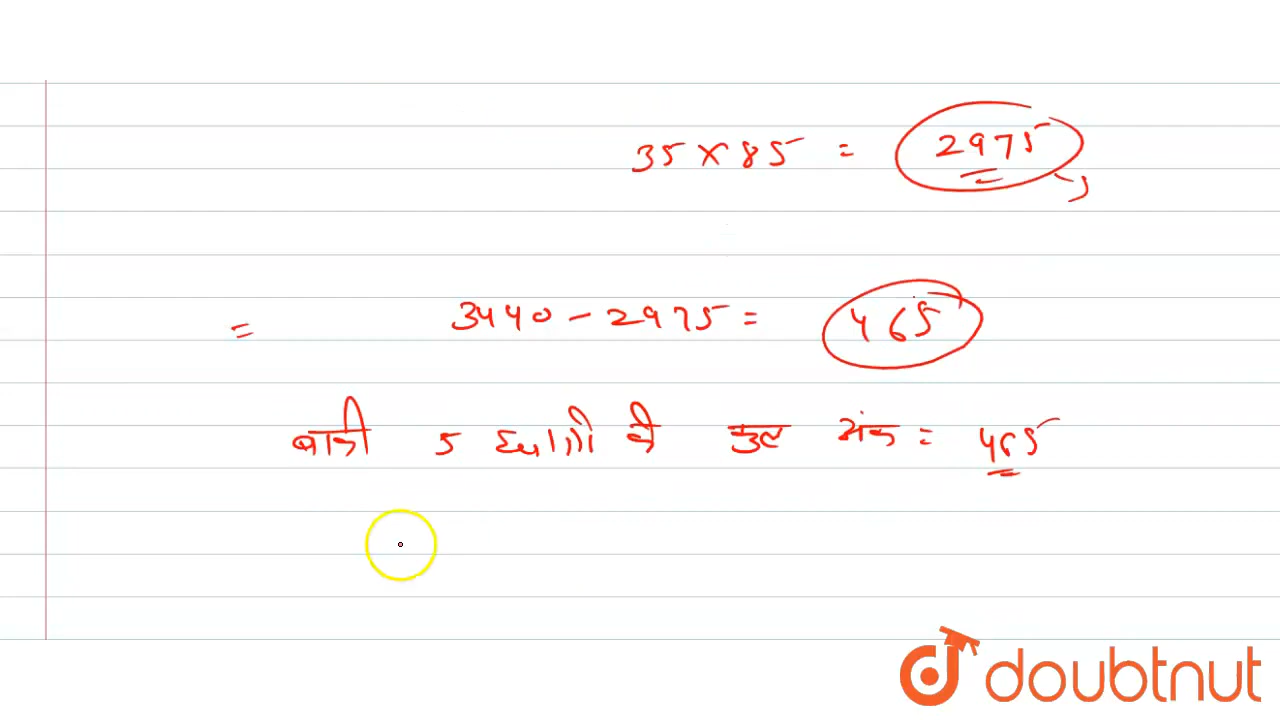 35 × 85 = 2975
= 3440 - 2975 = 465
बाकी 5 छात्रों के कुल अंक = 465
doubtnut